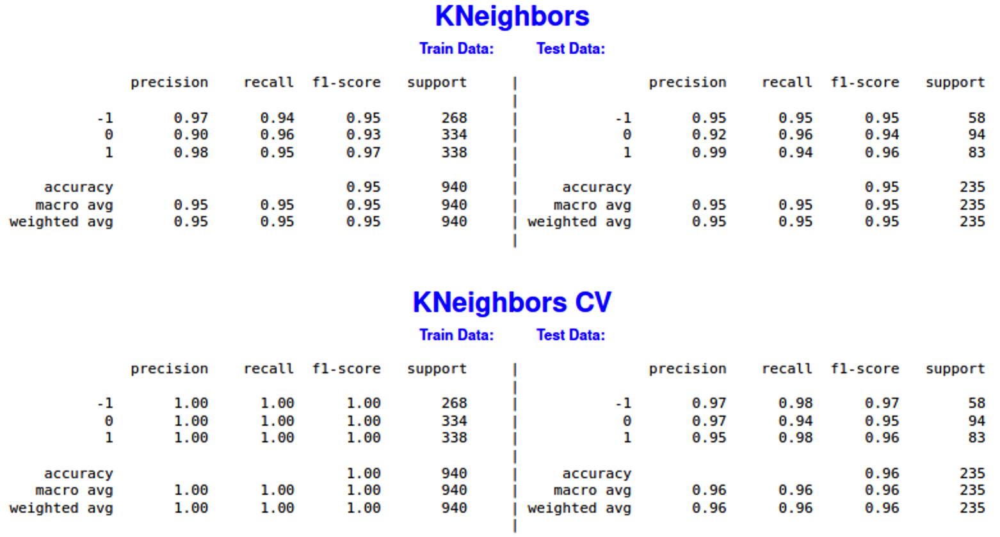 KNeighbors
Train Data: Test Data:
precision recall f1-score support | precision recall f1-score support
|
-1 0.97 0.94 0.95 268 | -1 0.95 0.95 0.95 58
0 0.90 0.96 0.93 334 | 0 0.92 0.96 0.94 94
1 0.98 0.95 0.97 338 | 1 0.99 0.94 0.96 83
|
accuracy 0.95 940 | accuracy 0.95 235
macro avg 0.95 0.95 0.95 940 | macro avg 0.95 0.95 0.95 235
weighted avg 0.95 0.95 0.95 940 | weighted avg 0.95 0.95 0.95 235
|
KNeighbors CV
Train Data: Test Data:
precision recall f1-score support | precision recall f1-score support
|
-1 1.00 1.00 1.00 268 | -1 0.97 0.98 0.97 58
0 1.00 1.00 1.00 334 | 0 0.97 0.94 0.95 94
1 1.00 1.00 1.00 338 | 1 0.95 0.98 0.96 83
|
accuracy 1.00 940 | accuracy 0.96 235
macro avg 1.00 1.00 1.00 940 | macro avg 0.96 0.96 0.96 235
weighted avg 1.00 1.00 1.00 940 | weighted avg 0.96 0.96 0.96 235
|